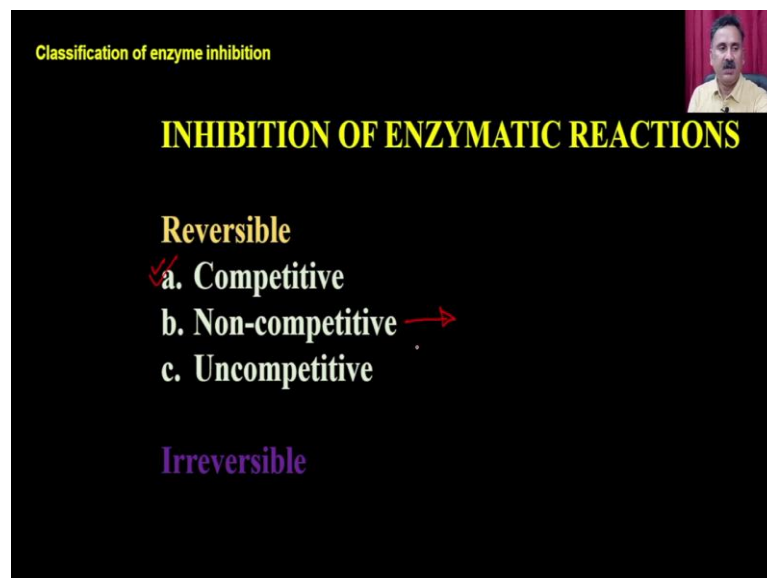 Classification of enzyme inhibition
INHIBITION OF ENZYMATIC REACTIONS
Reversible
a. Competitive
b. Non-competitive
c. Uncompetitive
Irreversible